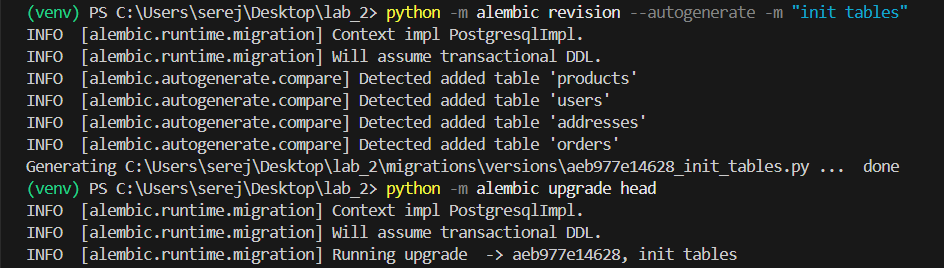 (venv) PS C:\Users\serej\Desktop\lab_2> python -m alembic revision --autogenerate -m "init tables"
INFO  [alembic.runtime.migration] Context impl PostgresqlImpl.
INFO  [alembic.runtime.migration] Will assume transactional DDL.
INFO  [alembic.autogenerate.compare] Detected added table 'products'
INFO  [alembic.autogenerate.compare] Detected added table 'users'
INFO  [alembic.autogenerate.compare] Detected added table 'addresses'
INFO  [alembic.autogenerate.compare] Detected added table 'orders'
Generating C:\Users\serej\Desktop\lab_2\migrations\versions\aeb977e14628_init_tables.py ...  done
(venv) PS C:\Users\serej\Desktop\lab_2> python -m alembic upgrade head
INFO  [alembic.runtime.migration] Context impl PostgresqlImpl.
INFO  [alembic.runtime.migration] Will assume transactional DDL.
INFO  [alembic.runtime.migration] Running upgrade  -> aeb977e14628, init tables